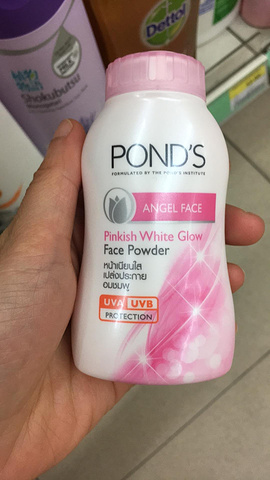 Dettol
Shokubutsu
POND'S
FORMULATED BY THE POND'S INSTITUTE
ANGEL FACE
Pinkish White Glow
Face Powder
หน้าเนียนใส
เปล่งประกาย
อมชมพู
UVA UVB
PROTECTION